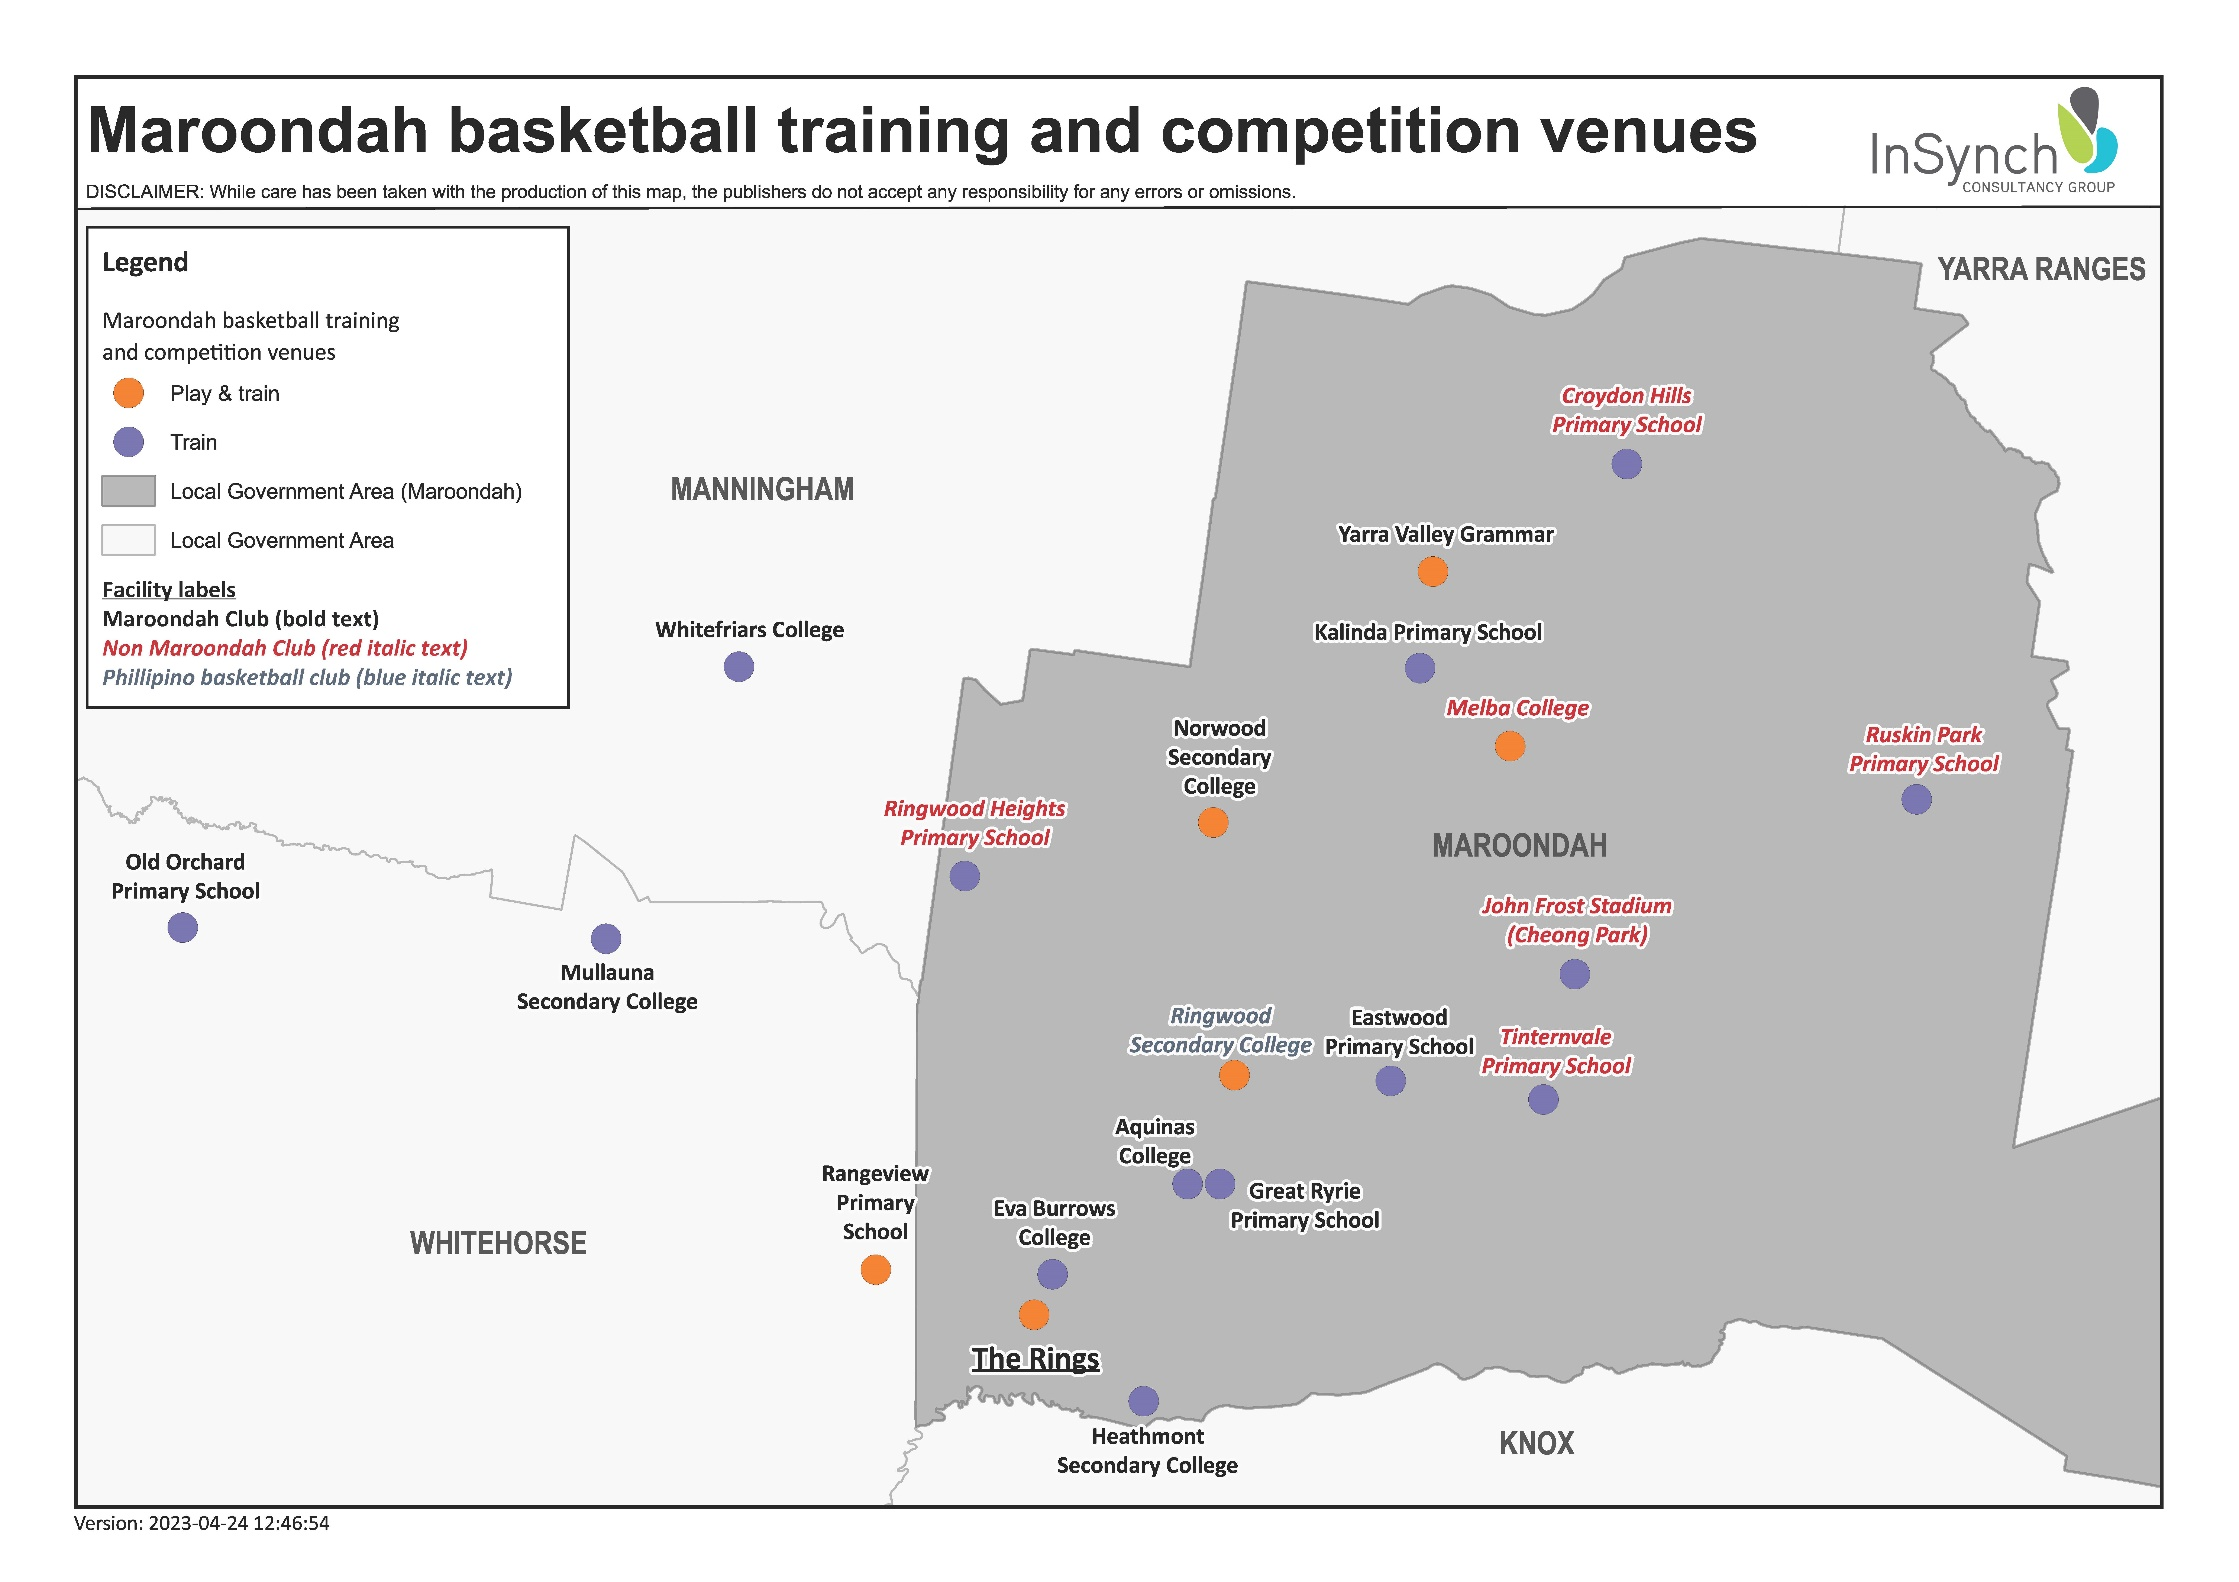 Maroondah basketball training and competition venues
InSynch
CONSULTANCY GROUP
DISCLAIMER: While care has been taken with the production of this map, the publishers do not accept any responsibility for any errors or omissions.
Legend
Maroondah basketball training
and competition venues
Play & train
Train
Local Government Area (Maroondah)
Local Government Area
Facility labels
Maroondah Club (bold text)
Non Maroondah Club (red italic text)
Phillipino basketball club (blue italic text)
YARRA RANGES
Croydon Hills
Primary School
MANNINGHAM
Yarra Valley Grammar
Whitefriars College
Kalinda Primary School
Melba College
Norwood
Secondary
College
Ruskin Park
Primary School
Ringwood Heights
Primary School
MAROONDAH
Old Orchard
Primary School
John Frost Stadium
(Cheong Park)
Mullauna
Secondary College
Ringwood
Secondary College
Eastwood
Primary School
Tinternvale
Primary School
Aquinas
College
Rangeview
Primary
School
Great Ryrie
Primary School
Eva Burrows
College
WHITEHORSE
The Rings
Heathmont
Secondary College
KNOX
Version: 2023-04-24 12:46:54